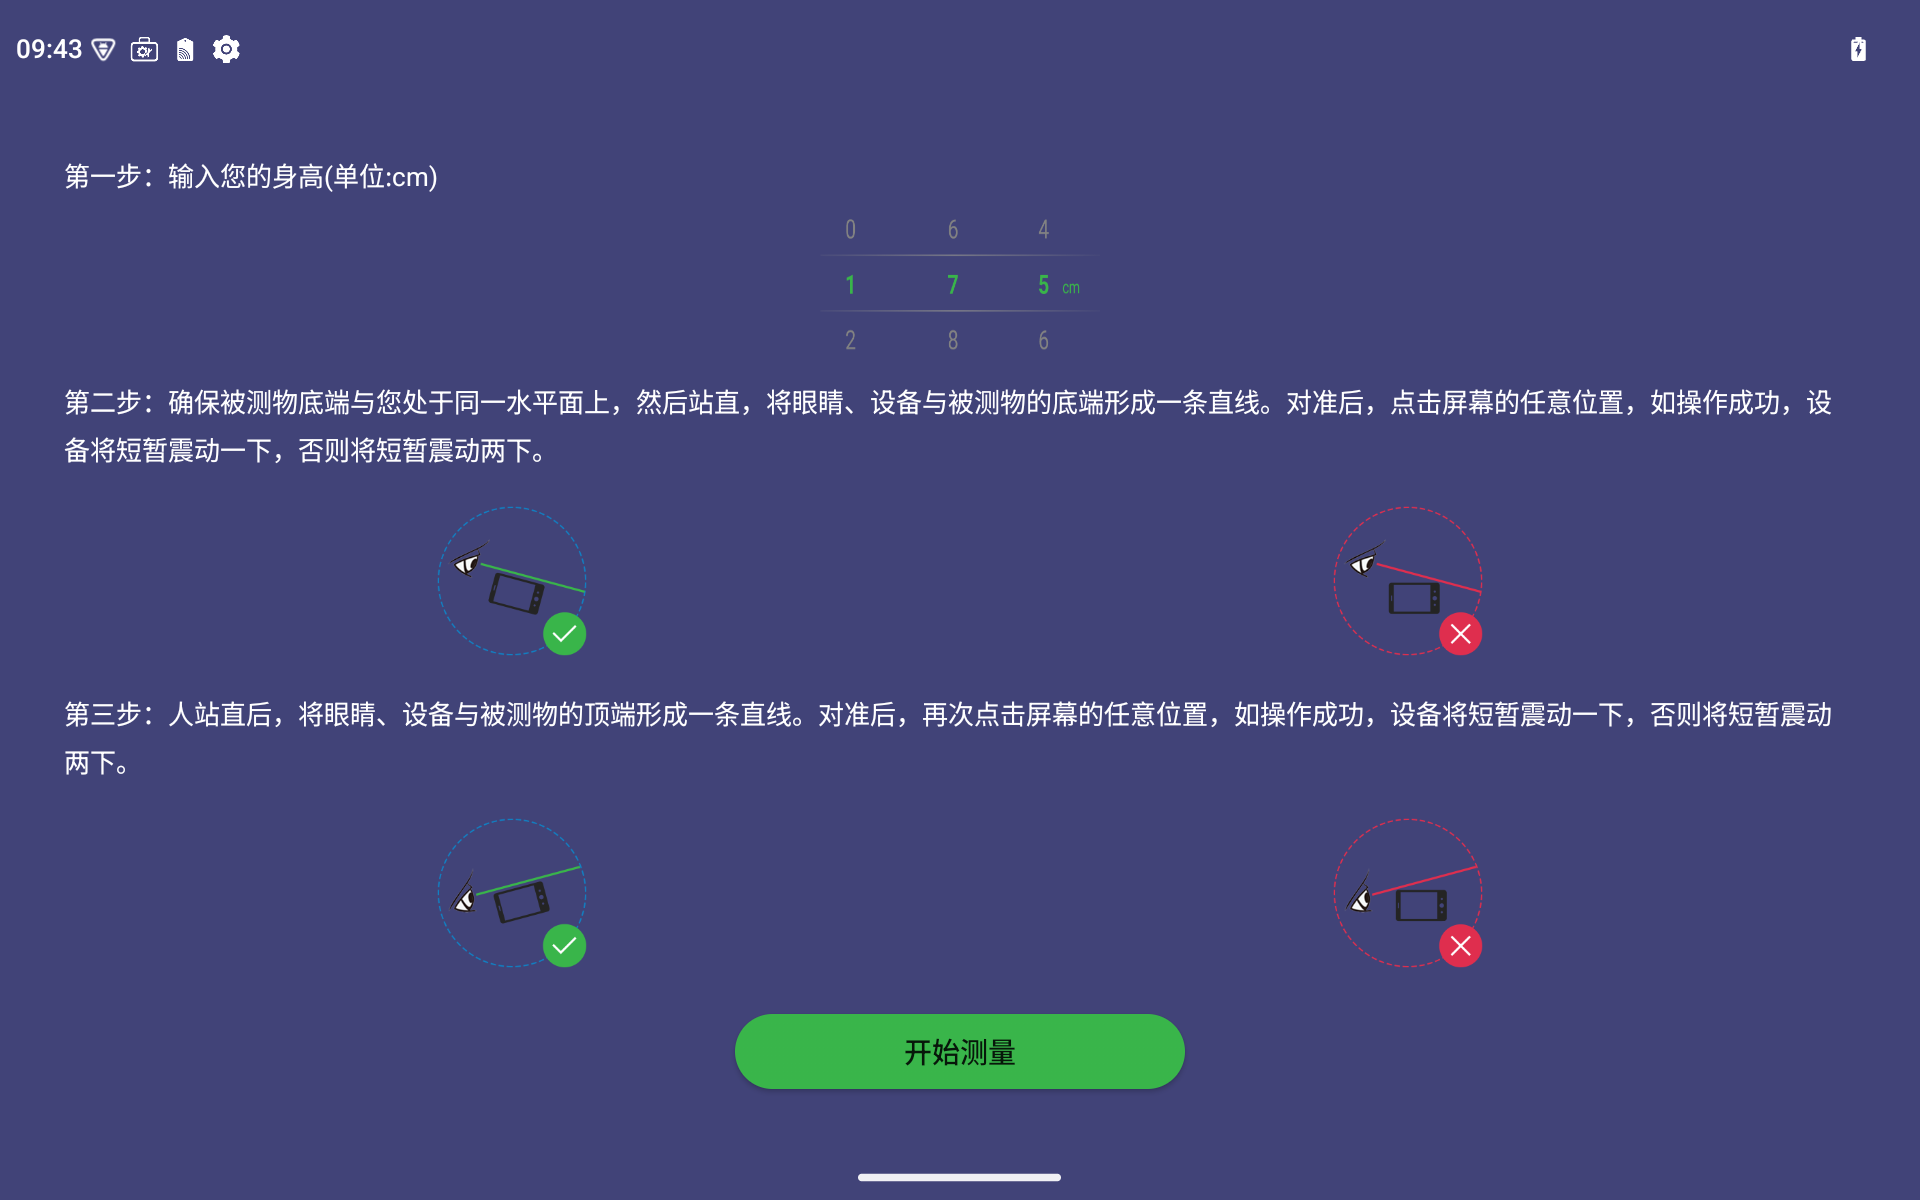 09:43
第一步：输入您的身高(单位:cm)
0 6 4
1 7 5 cm
2 8 6
第二步：确保被测物底端与您处于同一水平面上，然后站直，将眼睛、设备与被测物的底端形成一条直线。对准后，点击屏幕的任意位置，如操作成功，设
备将短暂震动一下，否则将短暂震动两下。
第三步：人站直后，将眼睛、设备与被测物的顶端形成一条直线。对准后，再次点击屏幕的任意位置，如操作成功，设备将短暂震动一下，否则将短暂震动
两下。
开始测量